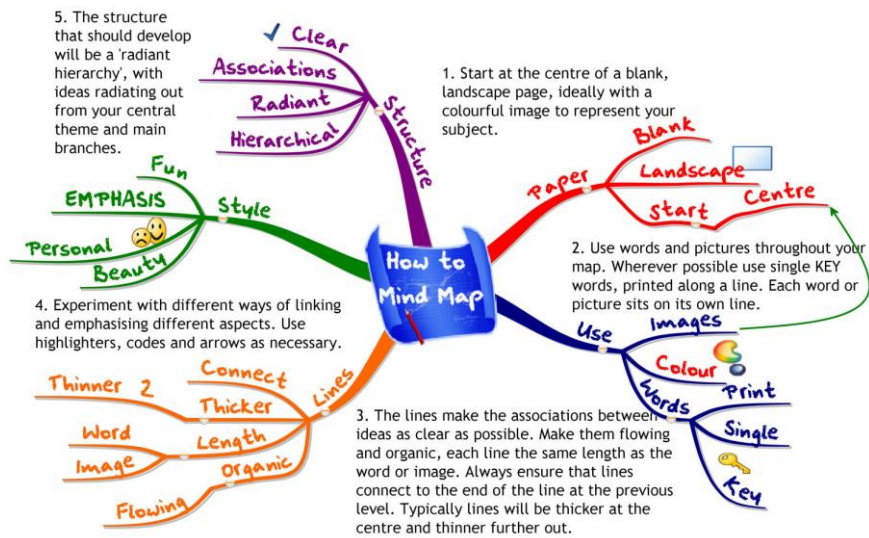 How to
Mind Map
1. Start at the centre of a blank,
landscape page, ideally with a
colourful image to represent your
subject.
Paper
Blank
Landscape
Start
Centre
2. Use words and pictures throughout your
map. Wherever possible use single KEY
words, printed along a line. Each word or
picture sits on its own line.
Use
Images
Colour
Words
Print
Single
Key
3. The lines make the associations between
ideas as clear as possible. Make them flowing
and organic, each line the same length as the
word or image. Always ensure that lines
connect to the end of the line at the previous
level. Typically lines will be thicker at the
centre and thinner further out.
Lines
Connect
Thicker
Thinner 2
Length
Word
Image
Organic
Flowing
4. Experiment with different ways of linking
and emphasising different aspects. Use
highlighters, codes and arrows as necessary.
Style
Fun
EMPHASIS
Personal
Beauty
5. The structure
that should develop
will be a 'radiant
hierarchy', with
ideas radiating out
from your central
theme and main
branches.
Structure
Clear
Associations
Radiant
Hierarchical